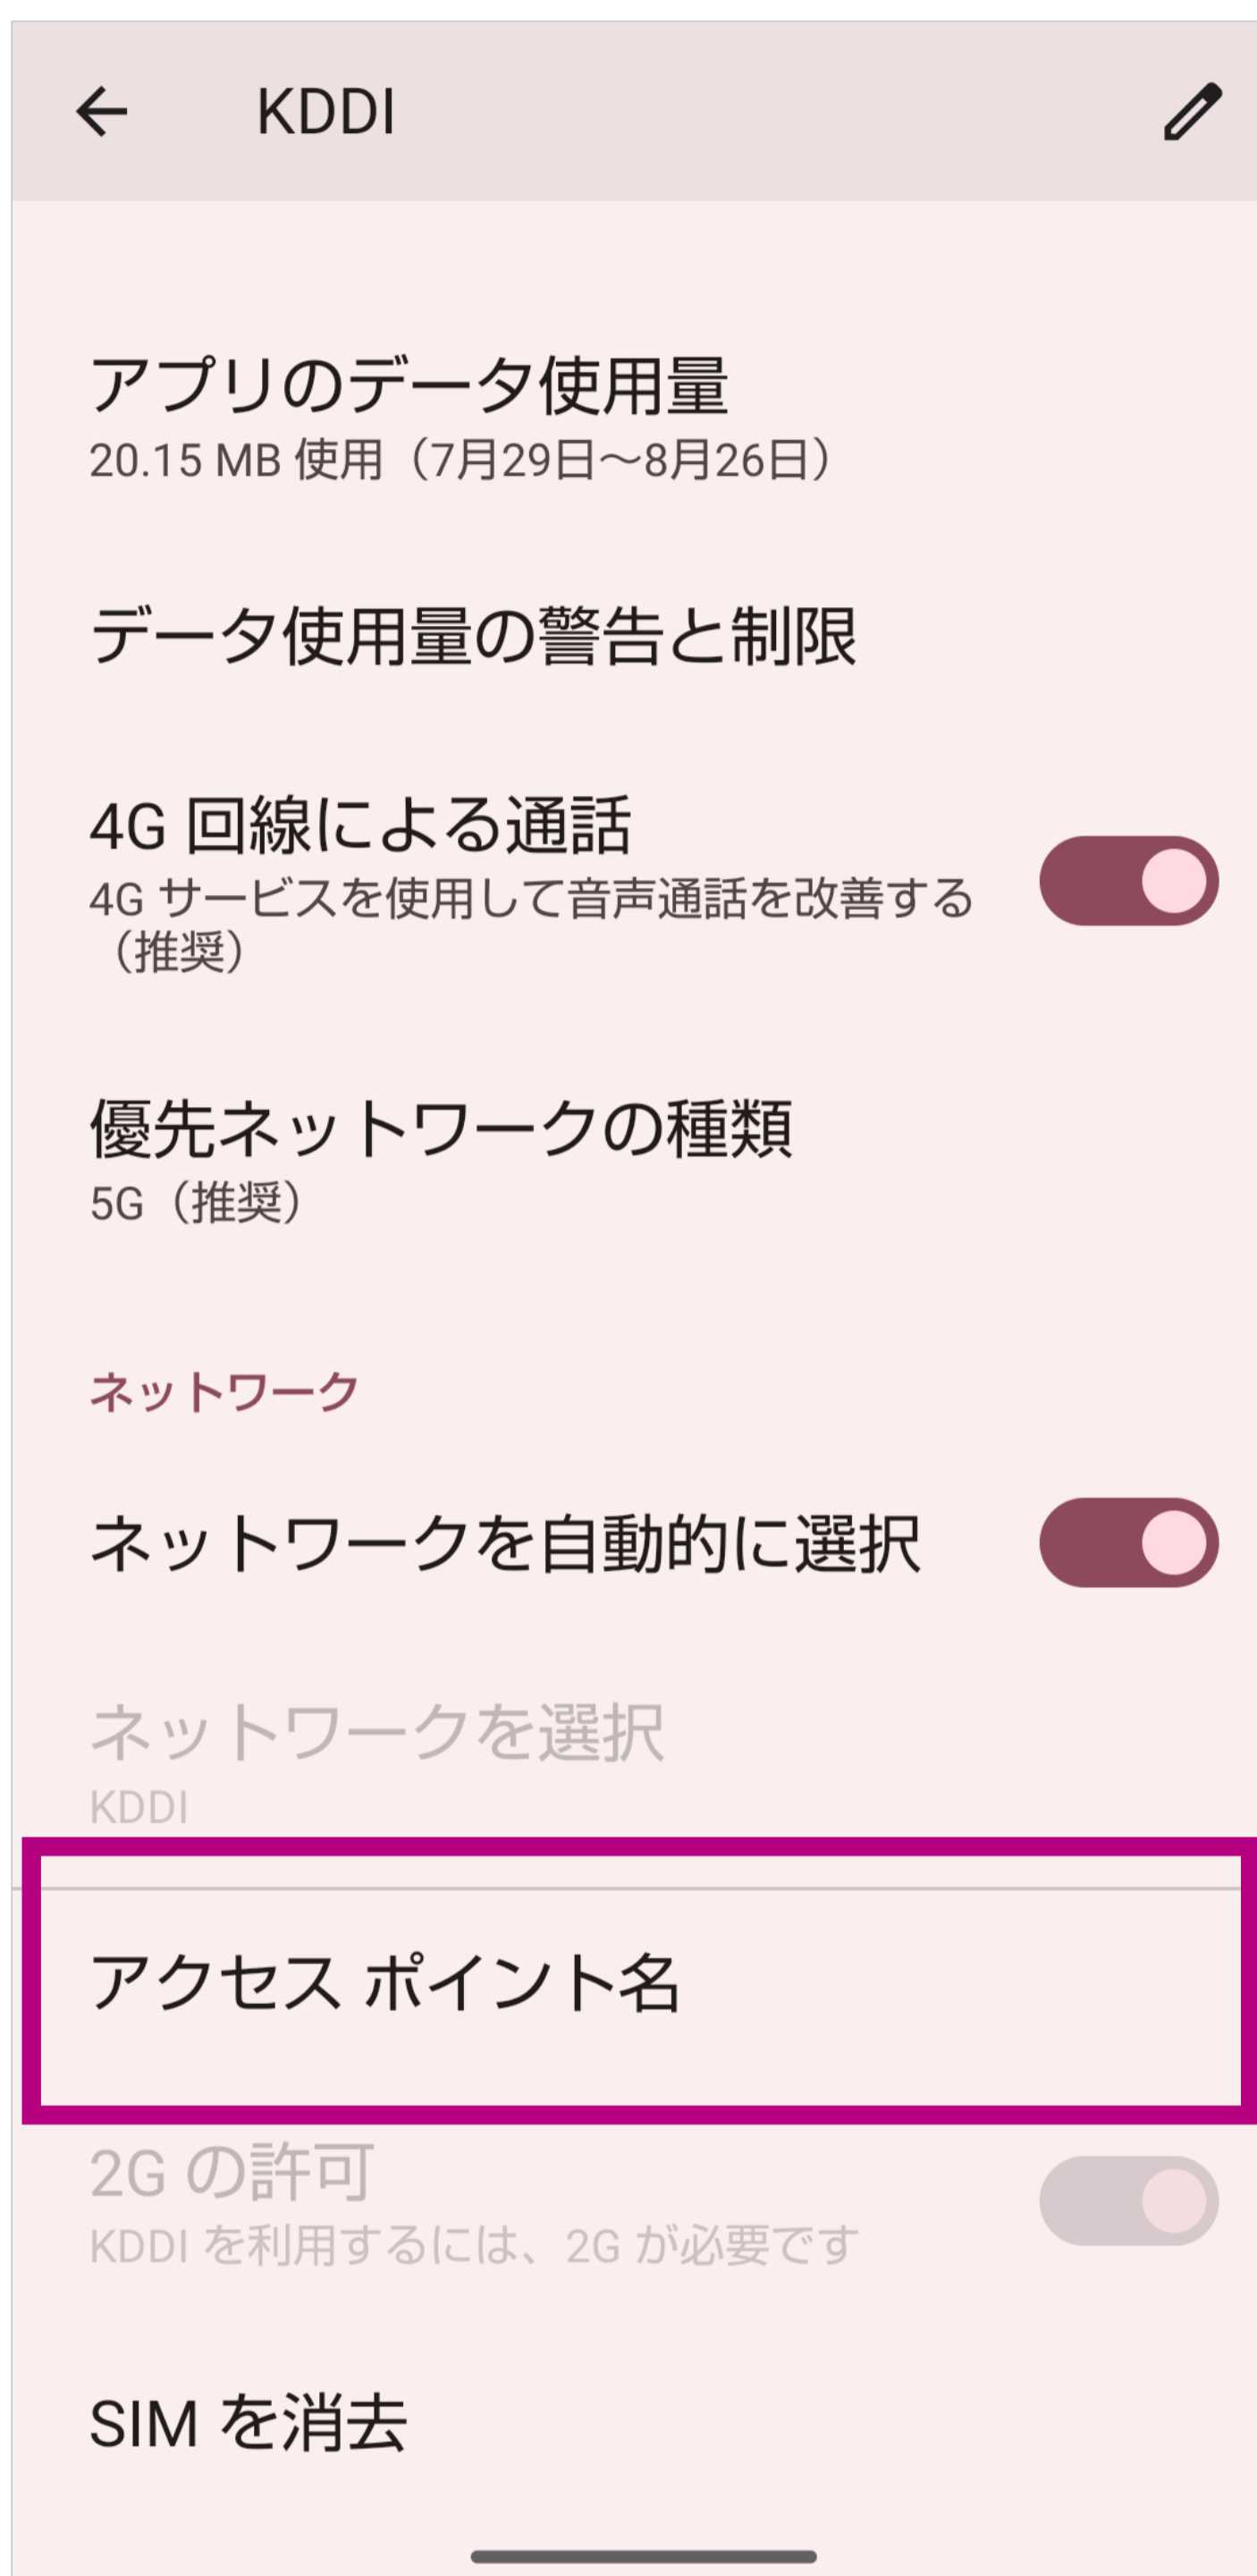 KDDI
アプリのデータ使用量
20.15 MB 使用（7月29日～8月26日）
データ使用量の警告と制限
4G 回線による通話
4G サービスを使用して音声通話を改善する
（推奨）
優先ネットワークの種類
5G（推奨）
ネットワーク
ネットワークを自動的に選択
ネットワークを選択
KDDI
アクセス ポイント名
2G の許可
KDDI を利用するには、2G が必要です
SIM を消去